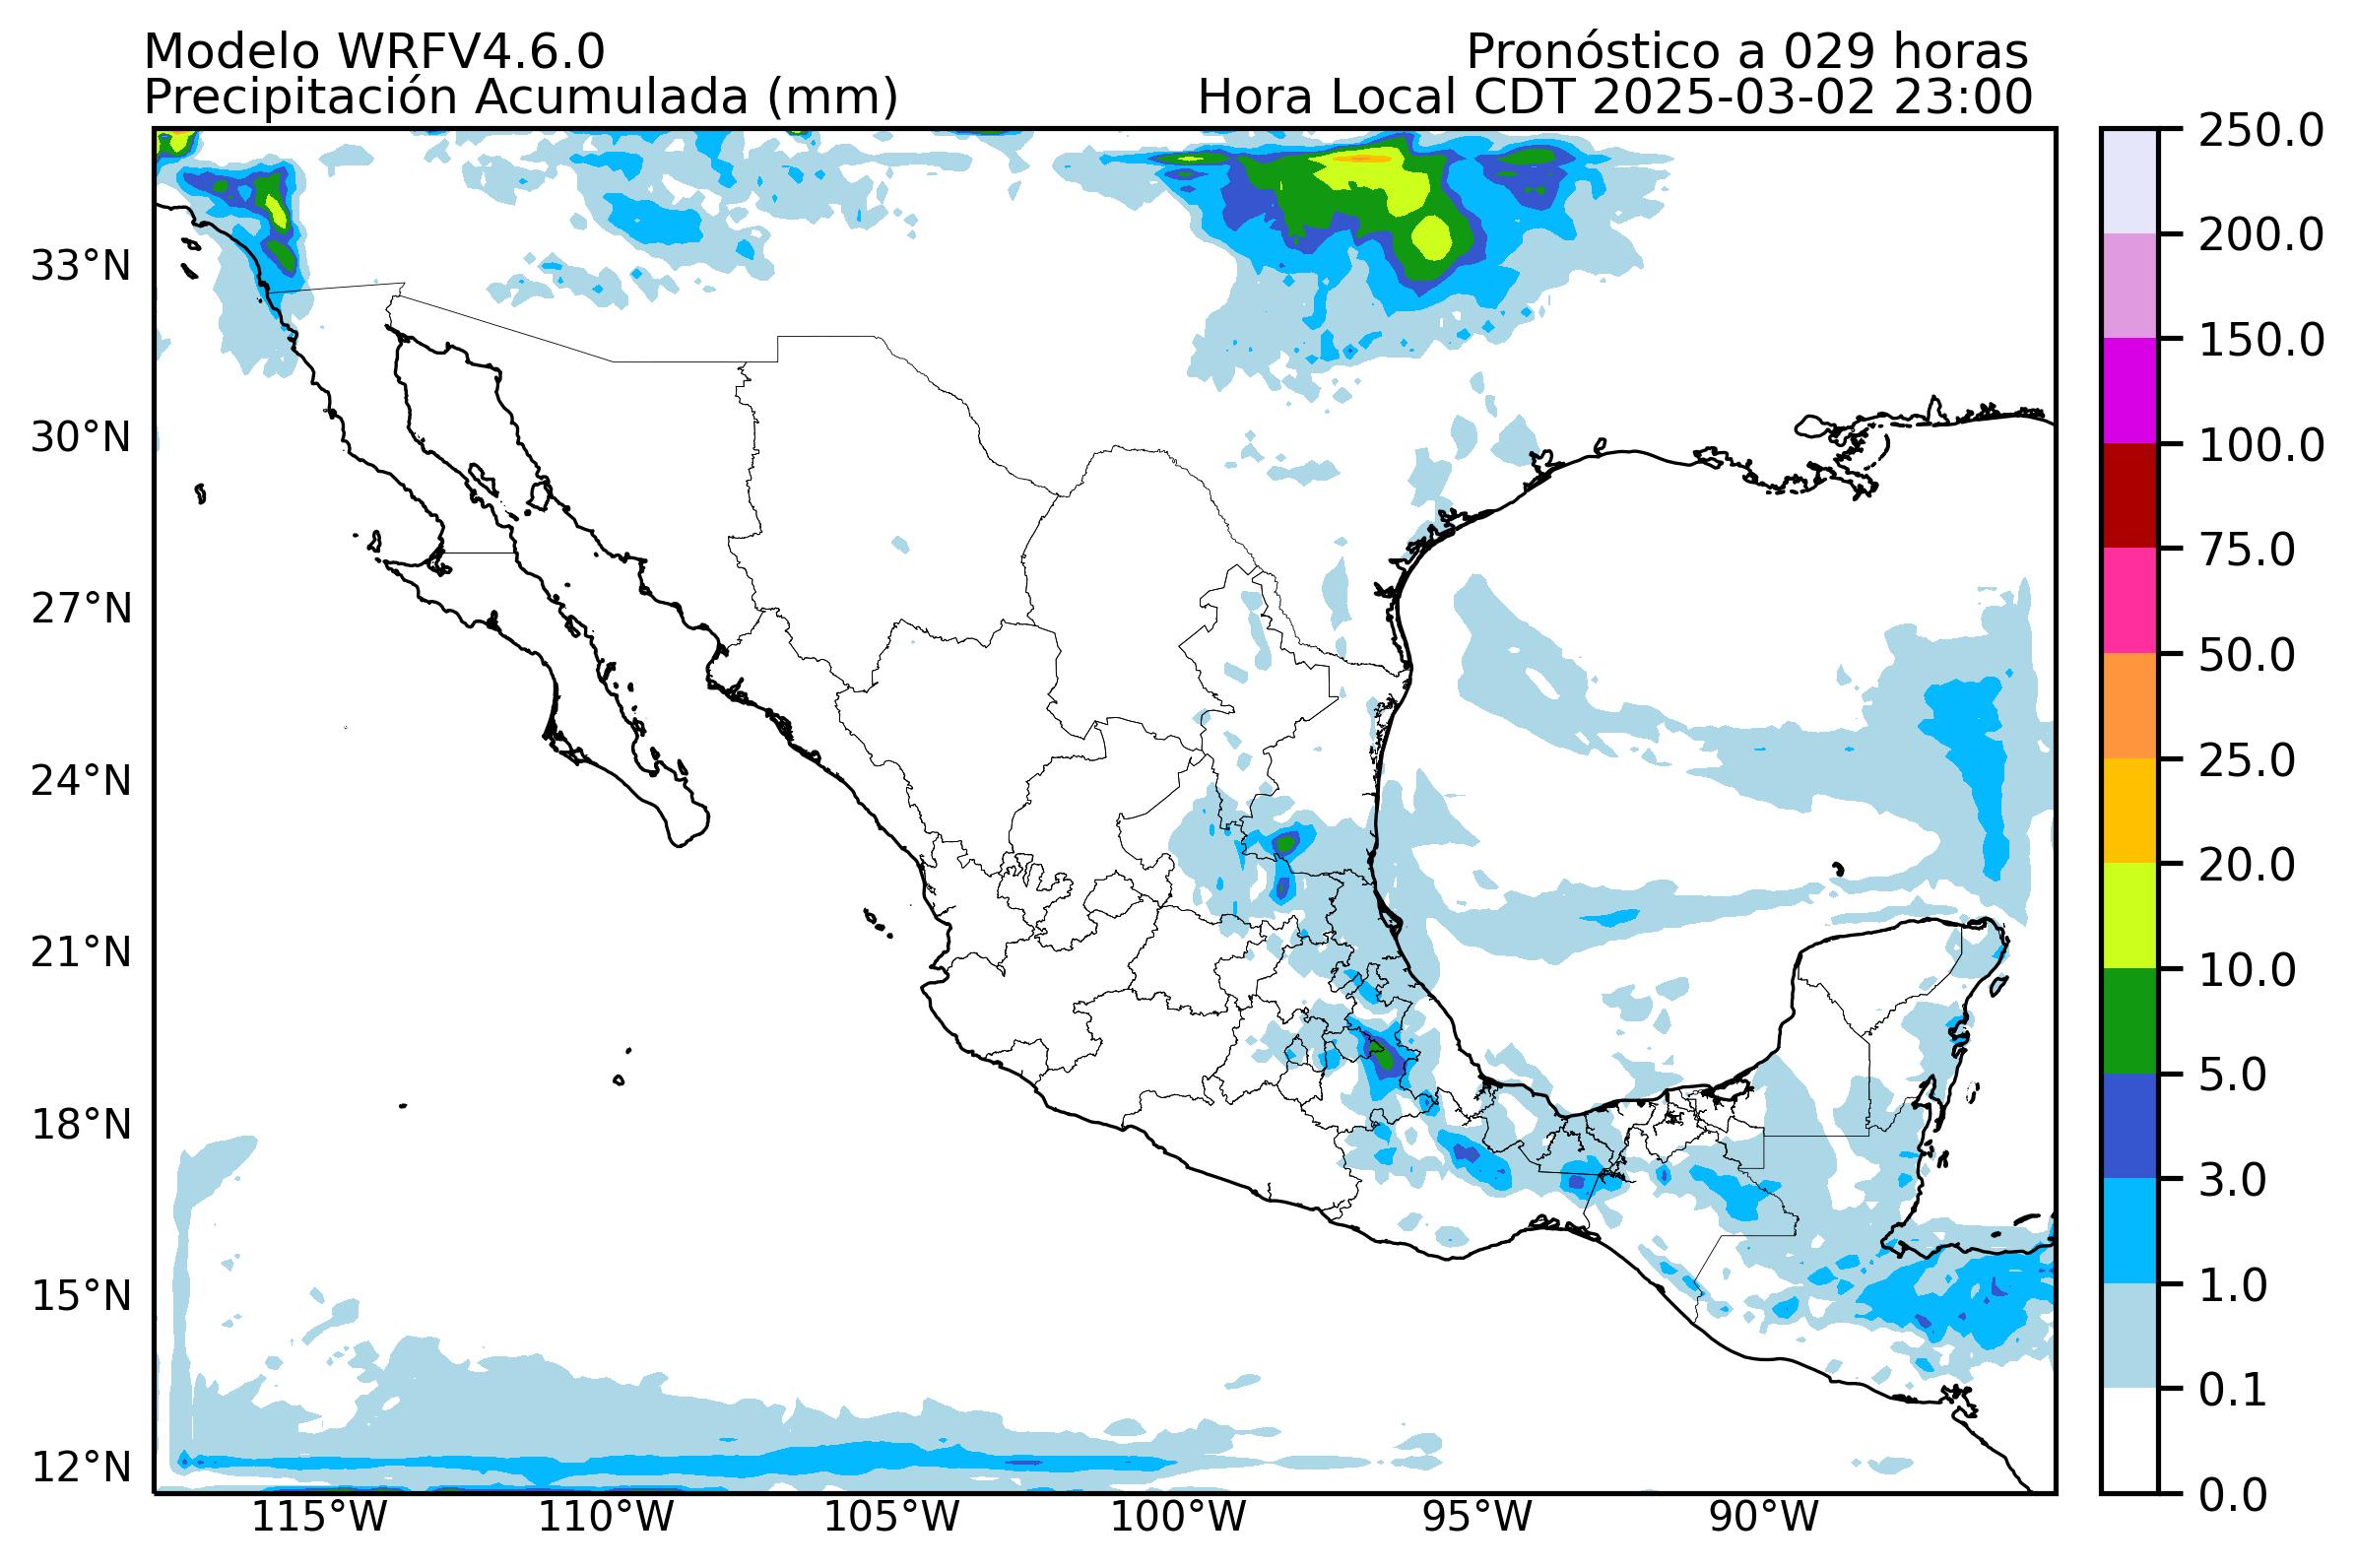 Modelo WRFV4.6.0
Pronóstico a 029 horas
Precipitación Acumulada (mm)
Hora Local CDT 2025-03-02 23:00
33°N
30°N
27°N
24°N
21°N
18°N
15°N
12°N
115°W
110°W
105°W
100°W
95°W
90°W
250.0
200.0
150.0
100.0
75.0
50.0
25.0
20.0
10.0
5.0
3.0
1.0
0.1
0.0